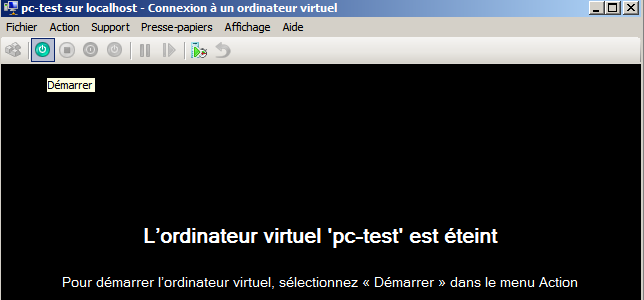 pc-test sur localhost - Connexion à un ordinateur virtuel
Fichier Action Support Presse-papiers Affichage Aide
Démarrer
L’ordinateur virtuel 'pc-test' est éteint
Pour démarrer l’ordinateur virtuel, sélectionnez « Démarrer » dans le menu Action